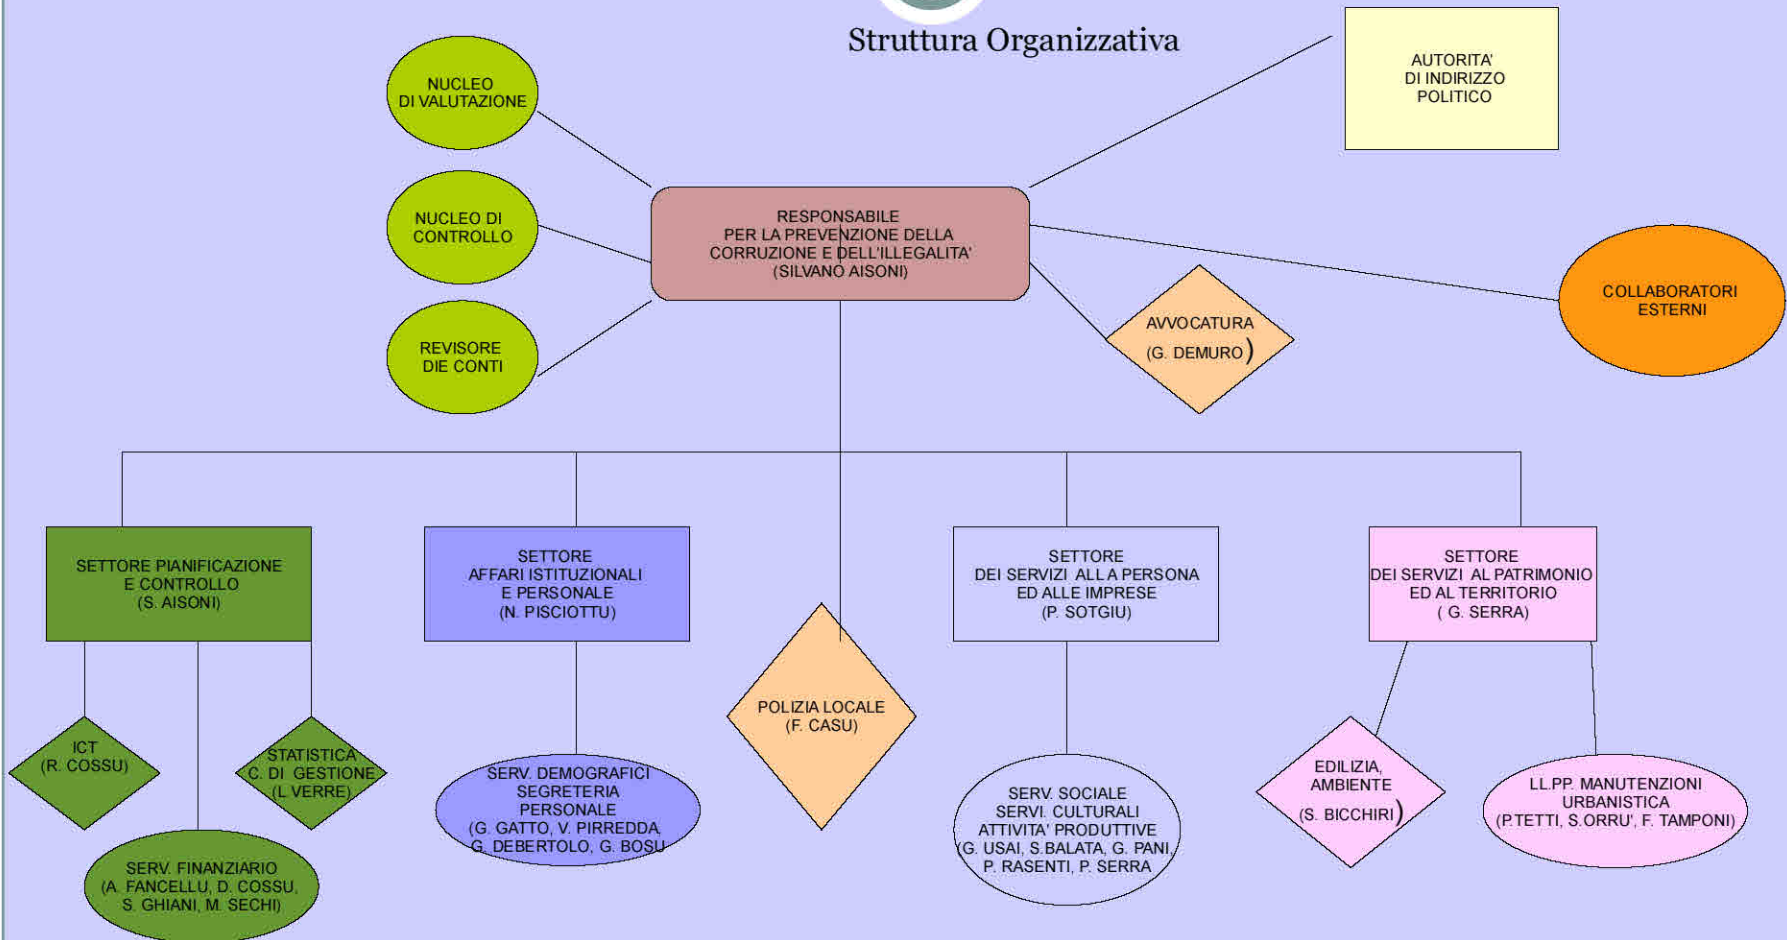 Struttura Organizzativa
NUCLEO
DI VALUTAZIONE
AUTORITA'
DI INDIRIZZO
POLITICO
NUCLEO DI
CONTROLLO
RESPONSABILE
PER LA PREVENZIONE DELLA
CORRUZIONE E DELL'ILLEGALITA'
(SILVANO AISONI)
COLLABORATORI
ESTERNI
REVISORE
DIE CONTI
AVVOCATURA
(G. DEMURO)
SETTORE PIANIFICAZIONE
E CONTROLLO
(S. AISONI)
SETTORE
AFFARI ISTITUZIONALI
E PERSONALE
(N. PISCIOTTU)
SETTORE
DEI SERVIZI ALLA PERSONA
ED ALLE IMPRESE
(P. SOTGIU)
SETTORE
DEI SERVIZI AL PATRIMONIO
ED AL TERRITORIO
( G. SERRA)
POLIZIA LOCALE
(F. CASU)
ICT
(R. COSSU)
STATISTICA
C. DI GESTIONE
(L.VERRE)
SERV. FINANZIARIO
(A. FANCELLU, D. COSSU,
S. GHIANI, M. SECHI)
SERV. DEMOGRAFICI
SEGRETERIA
PERSONALE
(G. GATTO, V. PIRREDDA,
G. DEBERTOLO, G. BOSU
SERV. SOCIALE
SERVI. CULTURALI
ATTIVITA' PRODUTTIVE
(G. USAI, S.BALATA, G. PANI,
P. RASENTI, P. SERRA
EDILIZIA,
AMBIENTE
(S. BICCHIRI)
LL.PP. MANUTENZIONI
URBANISTICA
(P.TETTI, S.ORRU', F. TAMPONI)